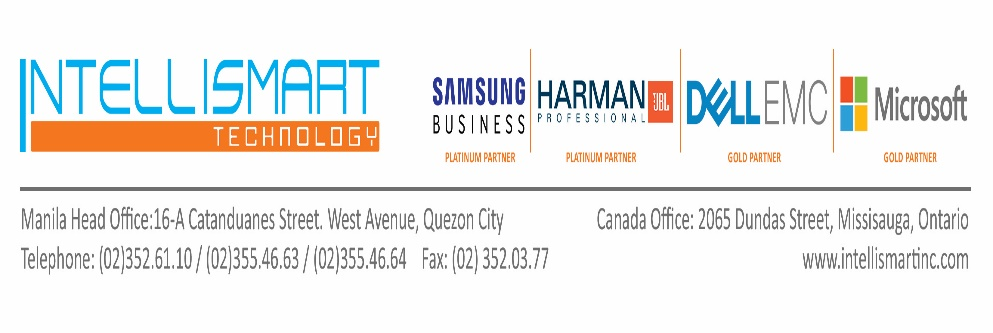 INTELLISMART
TECHNOLOGY
SAMSUNG
BUSINESS
PLATINUM PARTNER
HARMAN
PROFESSIONAL
JBL
PLATINUM PARTNER
DELL EMC
GOLD PARTNER
Microsoft
GOLD PARTNER
Manila Head Office:16-A Catanduanes Street. West Avenue, Quezon City
Telephone: (02)352.61.10 / (02)355.46.63 / (02)355.46.64 Fax: (02) 352.03.77
Canada Office: 2065 Dundas Street, Missisauga, Ontario
www.intellismartinc.com